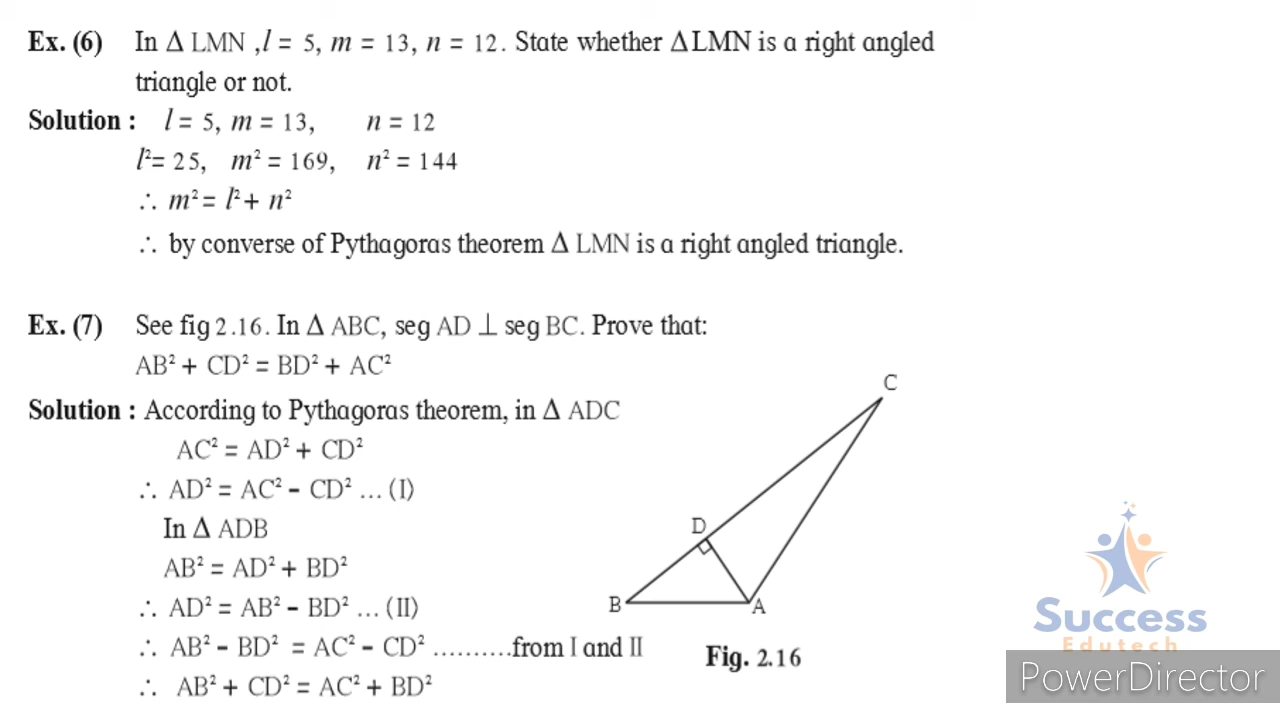 Ex. (6) In Δ LMN ,l = 5, m = 13, n = 12. State whether ΔLMN is a right angled
triangle or not.
Solution : l = 5, m = 13, n = 12
l²= 25, m² = 169, n² = 144
∴ m² = l² + n²
∴ by converse of Pythagoras theorem Δ LMN is a right angled triangle.
Ex. (7) See fig 2.16. In Δ ABC, seg AD ⊥ seg BC. Prove that:
AB² + CD² = BD² + AC²
Solution : According to Pythagoras theorem, in Δ ADC
AC² = AD² + CD²
∴ AD² = AC² - CD² ... (I)
In Δ ADB
AB² = AD² + BD²
∴ AD² = AB² - BD² ... (II)
∴ AB² - BD² = AC² - CD² ..........from I and II
∴ AB² + CD² = AC² + BD²
C
D
B
A
Fig. 2.16
Success
Edutech
PowerDirector